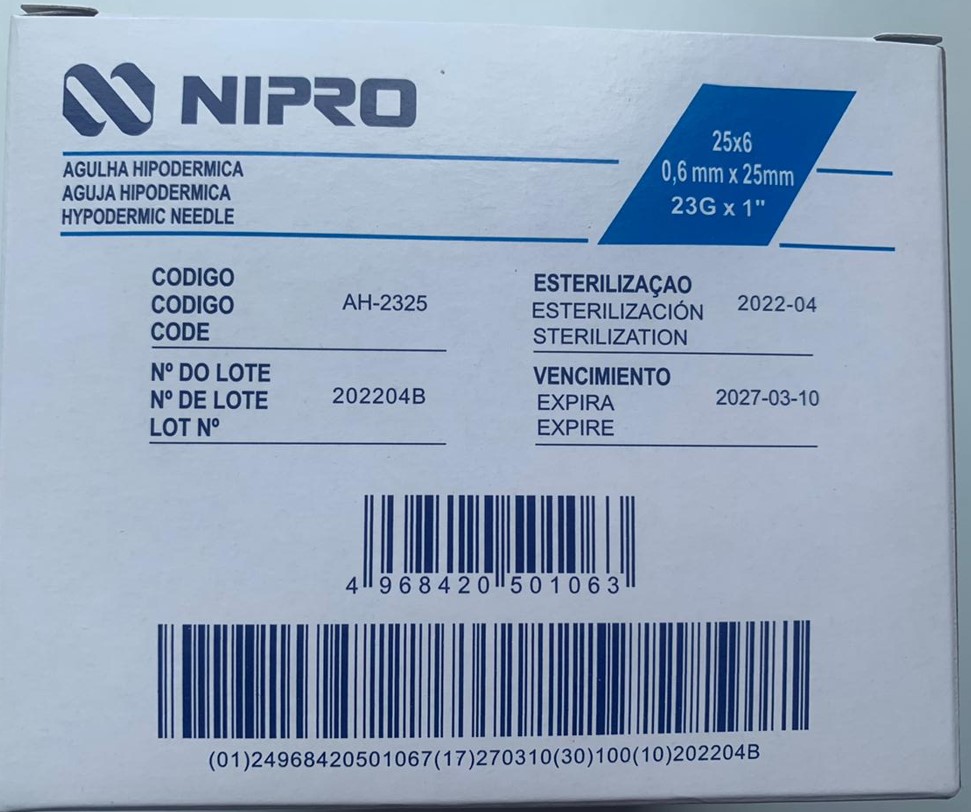 NIPRO
AGULHA HIPODERMICA
AGUJA HIPODERMICA
HYPODERMIC NEEDLE
25x6
0,6 mm x 25mm
23G x 1"
CODIGO
CODIGO
CODE
AH-2325
ESTERILIZAÇAO
ESTERILIZACIÓN
STERILIZATION
2022-04
Nº DO LOTE
Nº DE LOTE
LOT Nº
202204B
VENCIMIENTO
EXPIRA
EXPIRE
2027-03-10
4 968420 501063
(01)24968420501067(17)270310(30)100(10)202204B